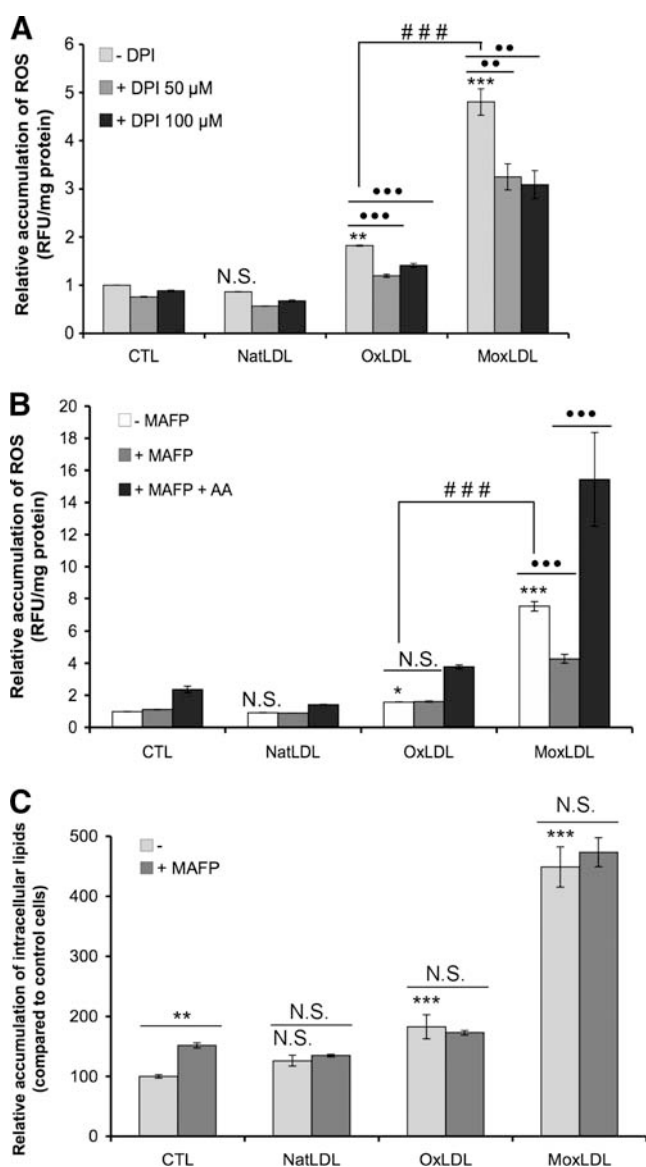 A
Relative accumulation of ROS
(RFU/mg protein)
6
5
4
3
2
1
0
- DPI
+ DPI 50 µM
+ DPI 100 µM
# # #
●●
●●
***
●●●
●●●
**
N.S.
CTL
NatLDL
OxLDL
MoxLDL
B
Relative accumulation of ROS
(RFU/mg protein)
20
18
16
14
12
10
8
6
4
2
0
- MAFP
+ MAFP
+ MAFP + AA
●●●
# # #
●●●
***
N.S.
*
N.S.
CTL
NatLDL
OxLDL
MoxLDL
C
Relative accumulation of intracellular lipids
(compared to control cells)
500
400
300
200
100
0
-
+ MAFP
N.S.
***
N.S.
***
N.S.
N.S.
**
CTL
NatLDL
OxLDL
MoxLDL